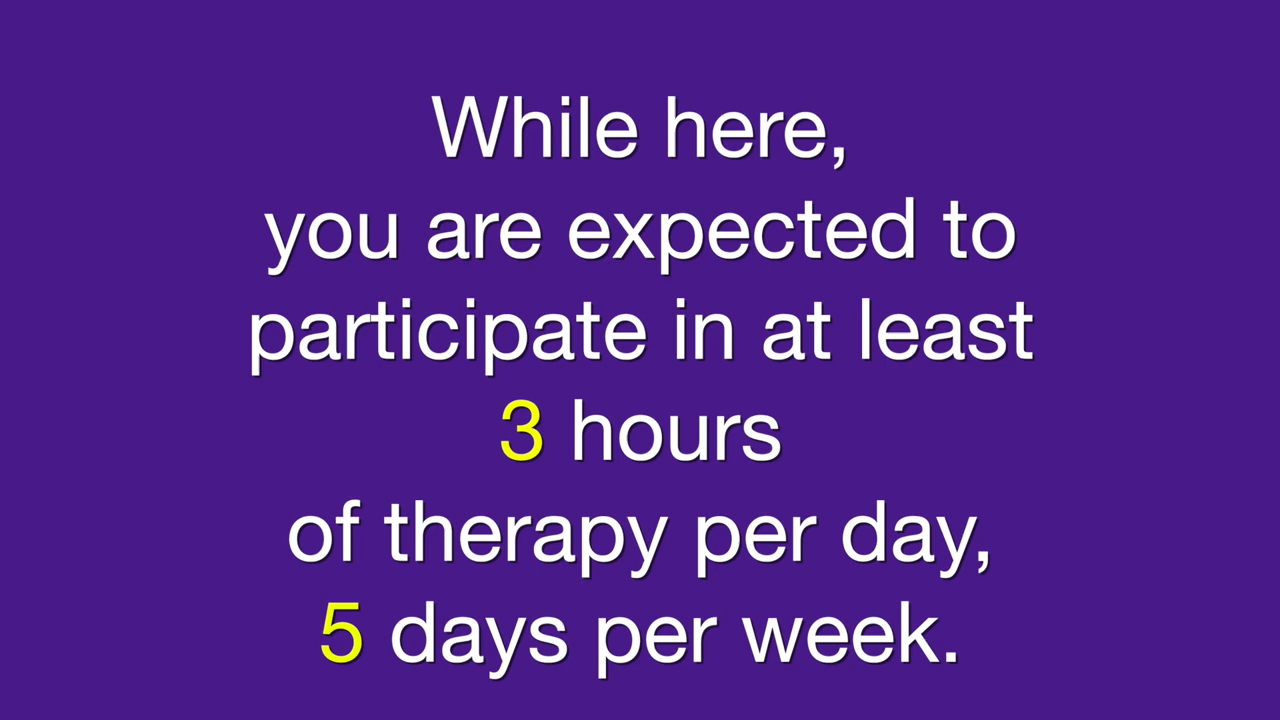 While here,
you are expected to
participate in at least
3 hours
of therapy per day,
5 days per week.